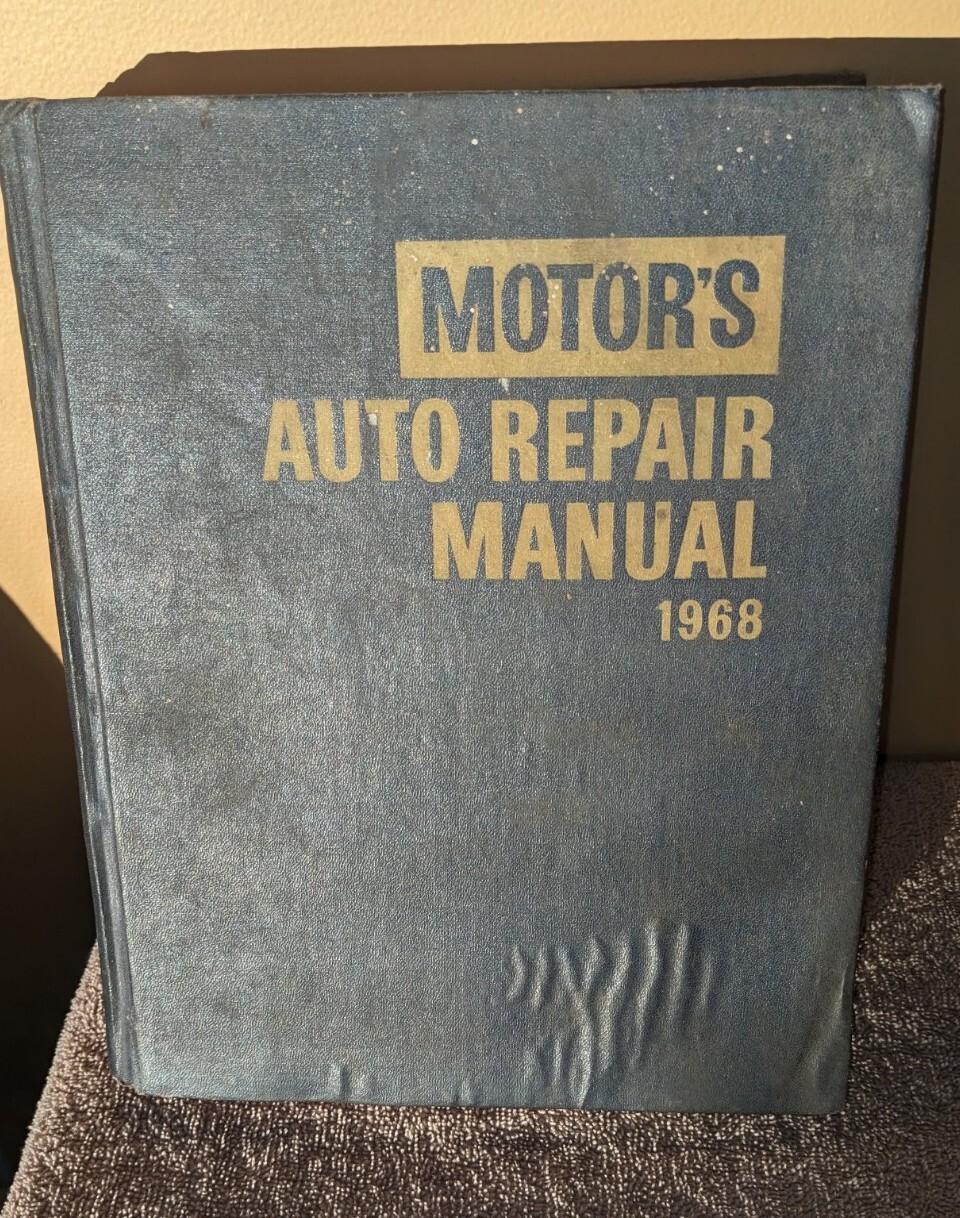 MOTOR'S
AUTO REPAIR
MANUAL
1968